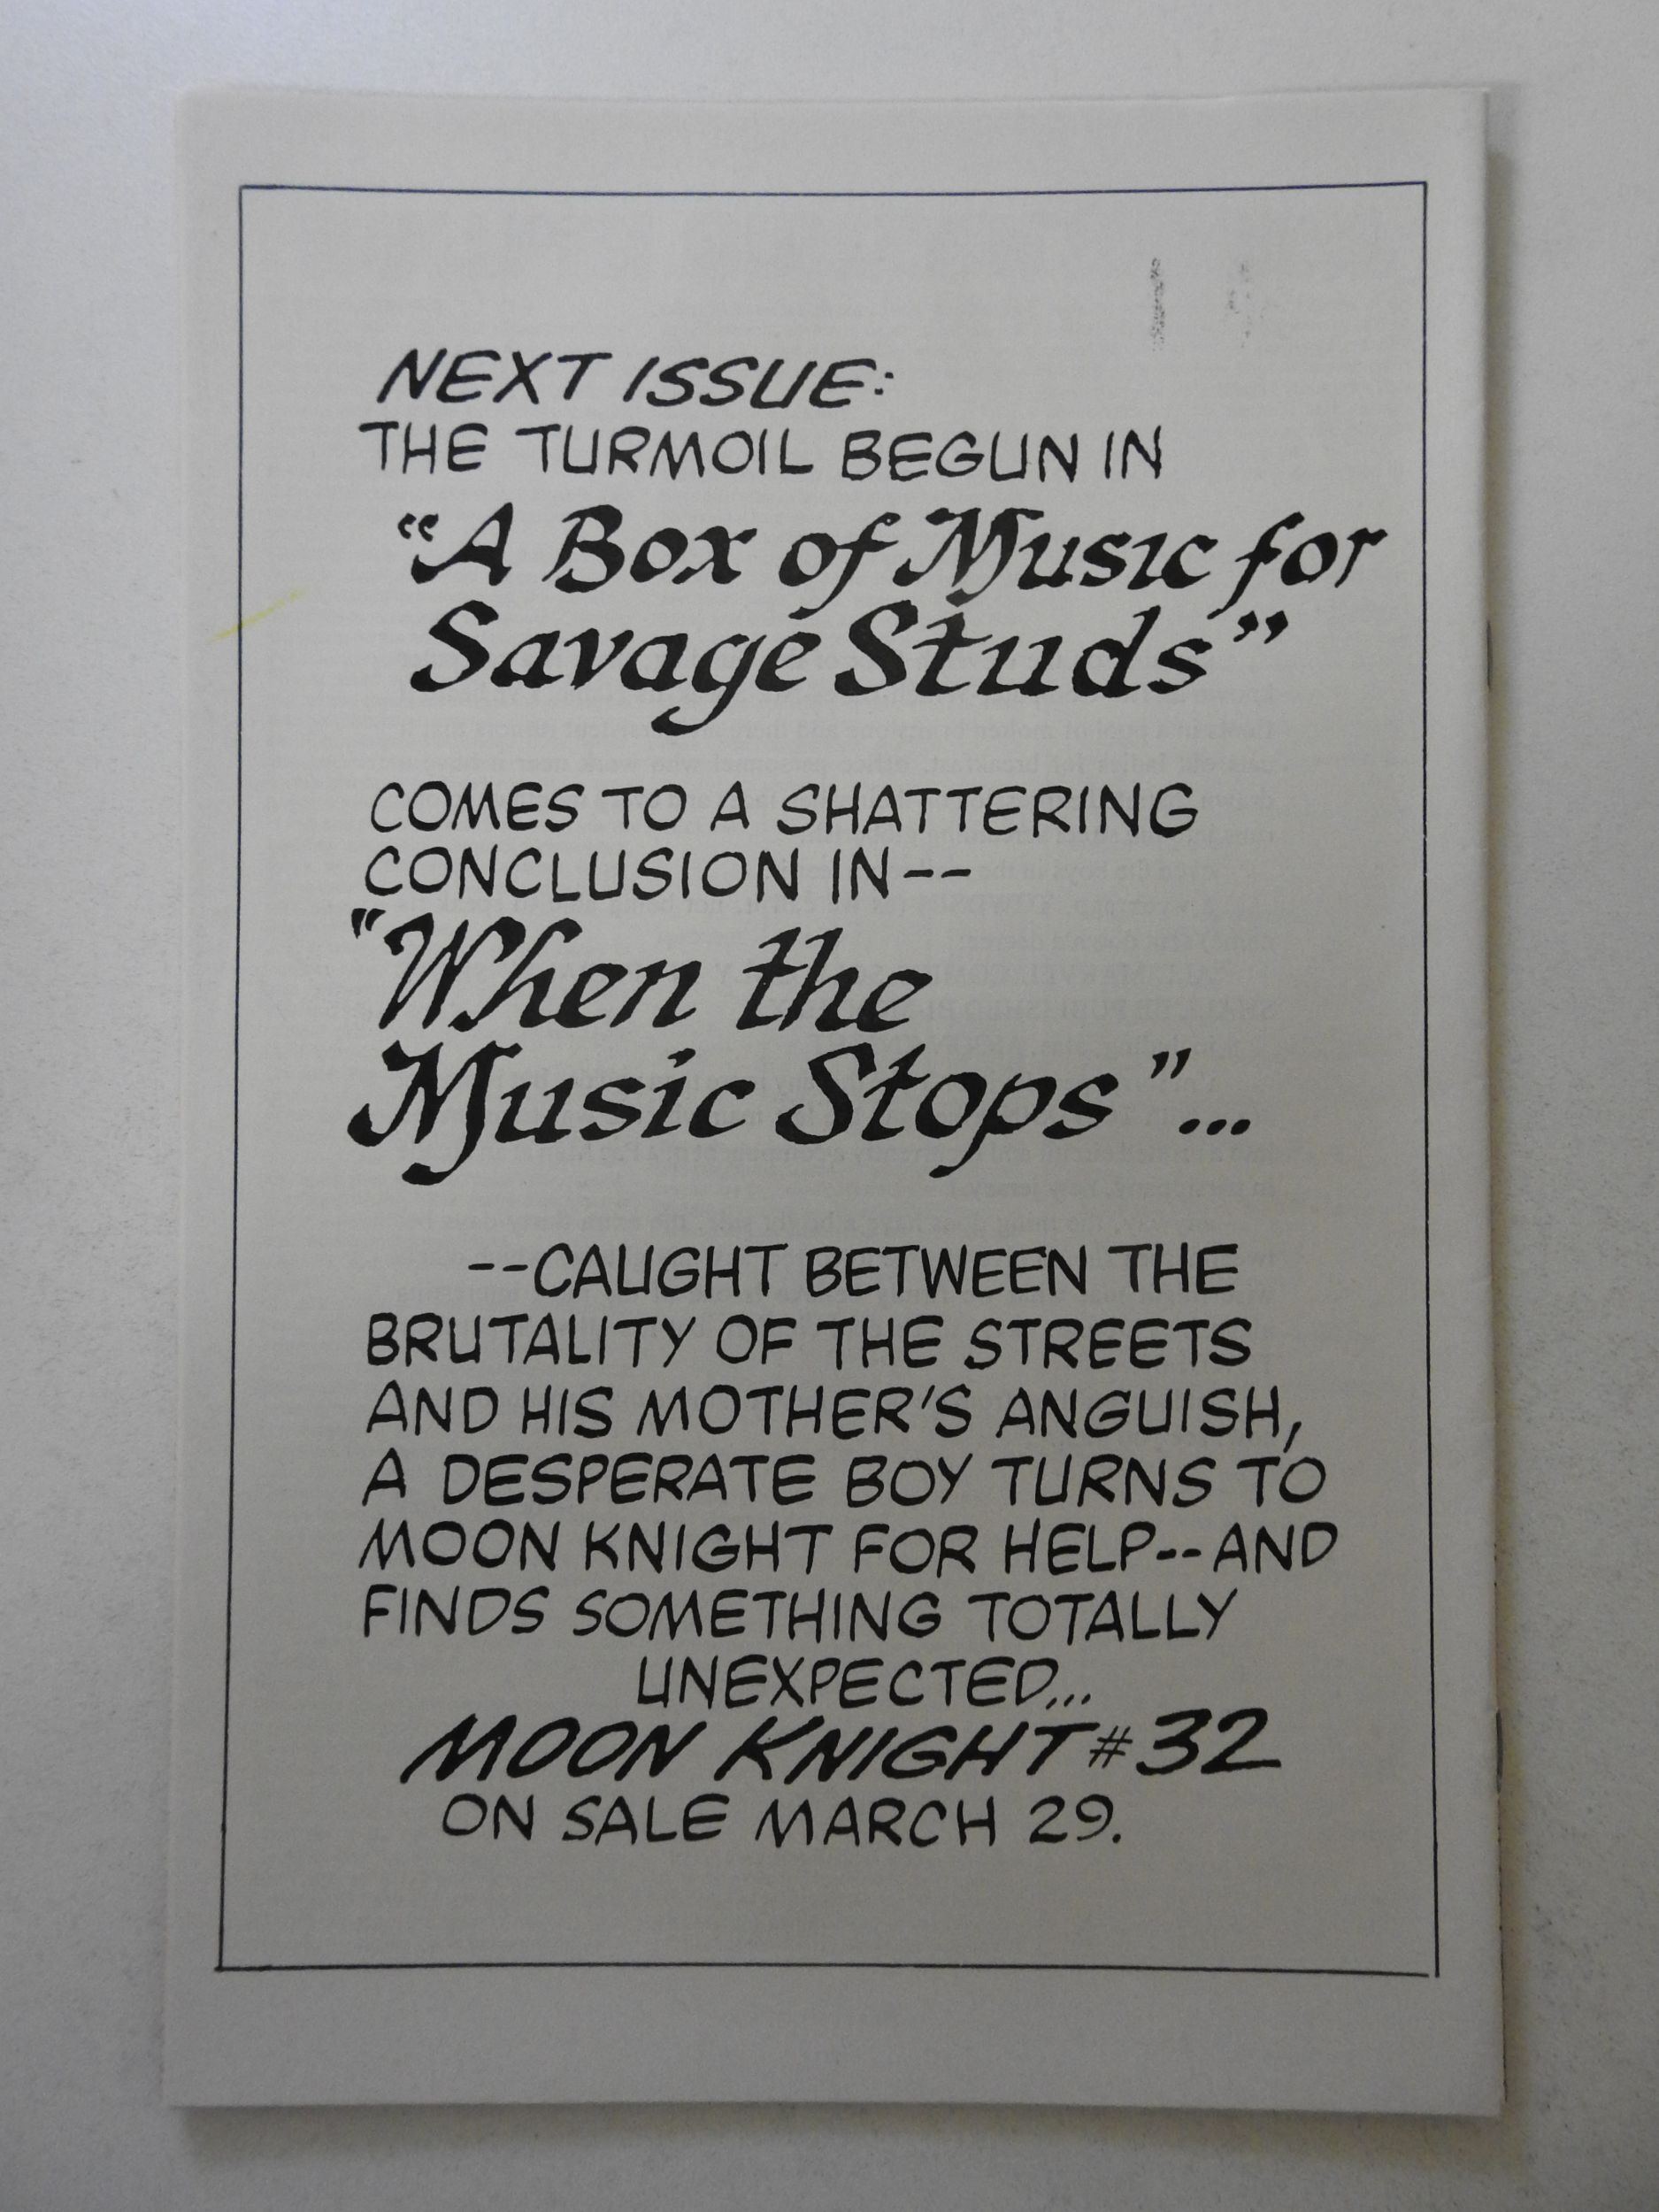 NEXT ISSUE:
THE TURMOIL BEGUN IN
“A Box of Music for
Savage Studs”
COMES TO A SHATTERING
CONCLUSION IN--
"When the
Music Stops"...
--CAUGHT BETWEEN THE
BRUTALITY OF THE STREETS
AND HIS MOTHER'S ANGUISH,
A DESPERATE BOY TURNS TO
MOON KNIGHT FOR HELP--AND
FINDS SOMETHING TOTALLY
UNEXPECTED...
MOON KNIGHT #32
ON SALE MARCH 29.